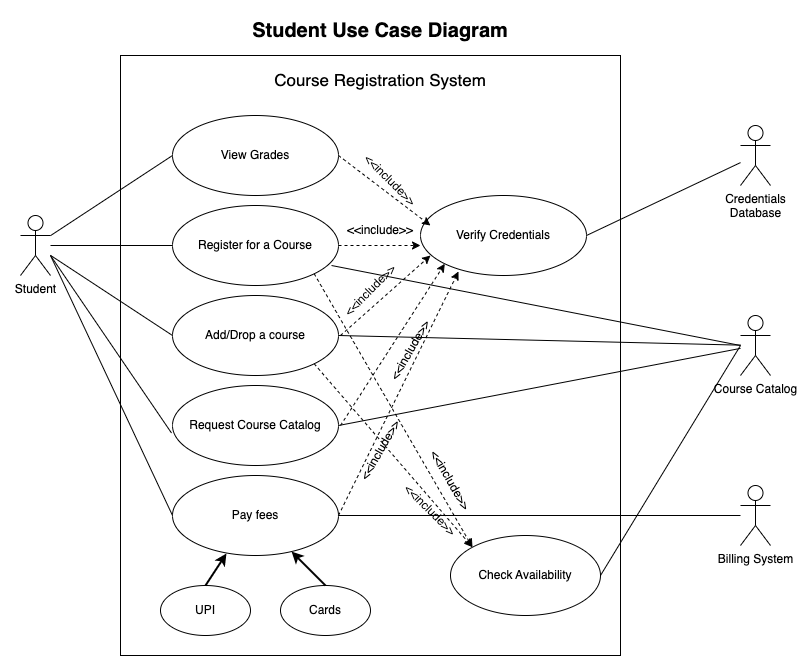 Student Use Case Diagram
Course Registration System
View Grades
<<include>>
Credentials
Database
Register for a Course
<<include>>
Verify Credentials
Student
<<include>>
Add/Drop a course
<<include>>
Course Catalog
Request Course Catalog
<<include>>
<<include>>
<<include>>
Pay fees
Billing System
Check Availability
UPI
Cards